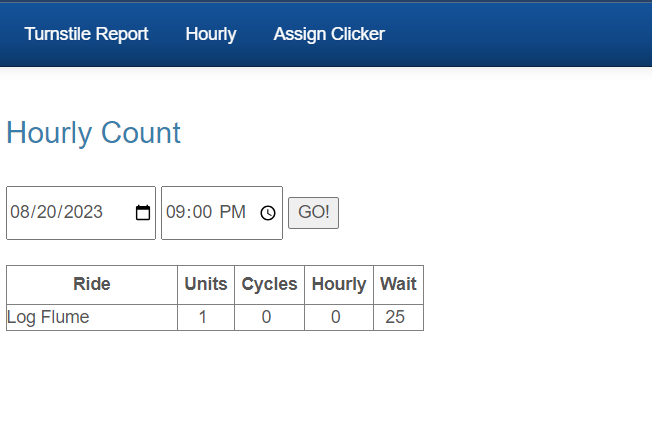 Turnstile Report Hourly Assign Clicker
Hourly Count
08/20/2023 09:00 PM GO!
Ride Units Cycles Hourly Wait
Log Flume 1 0 0 25